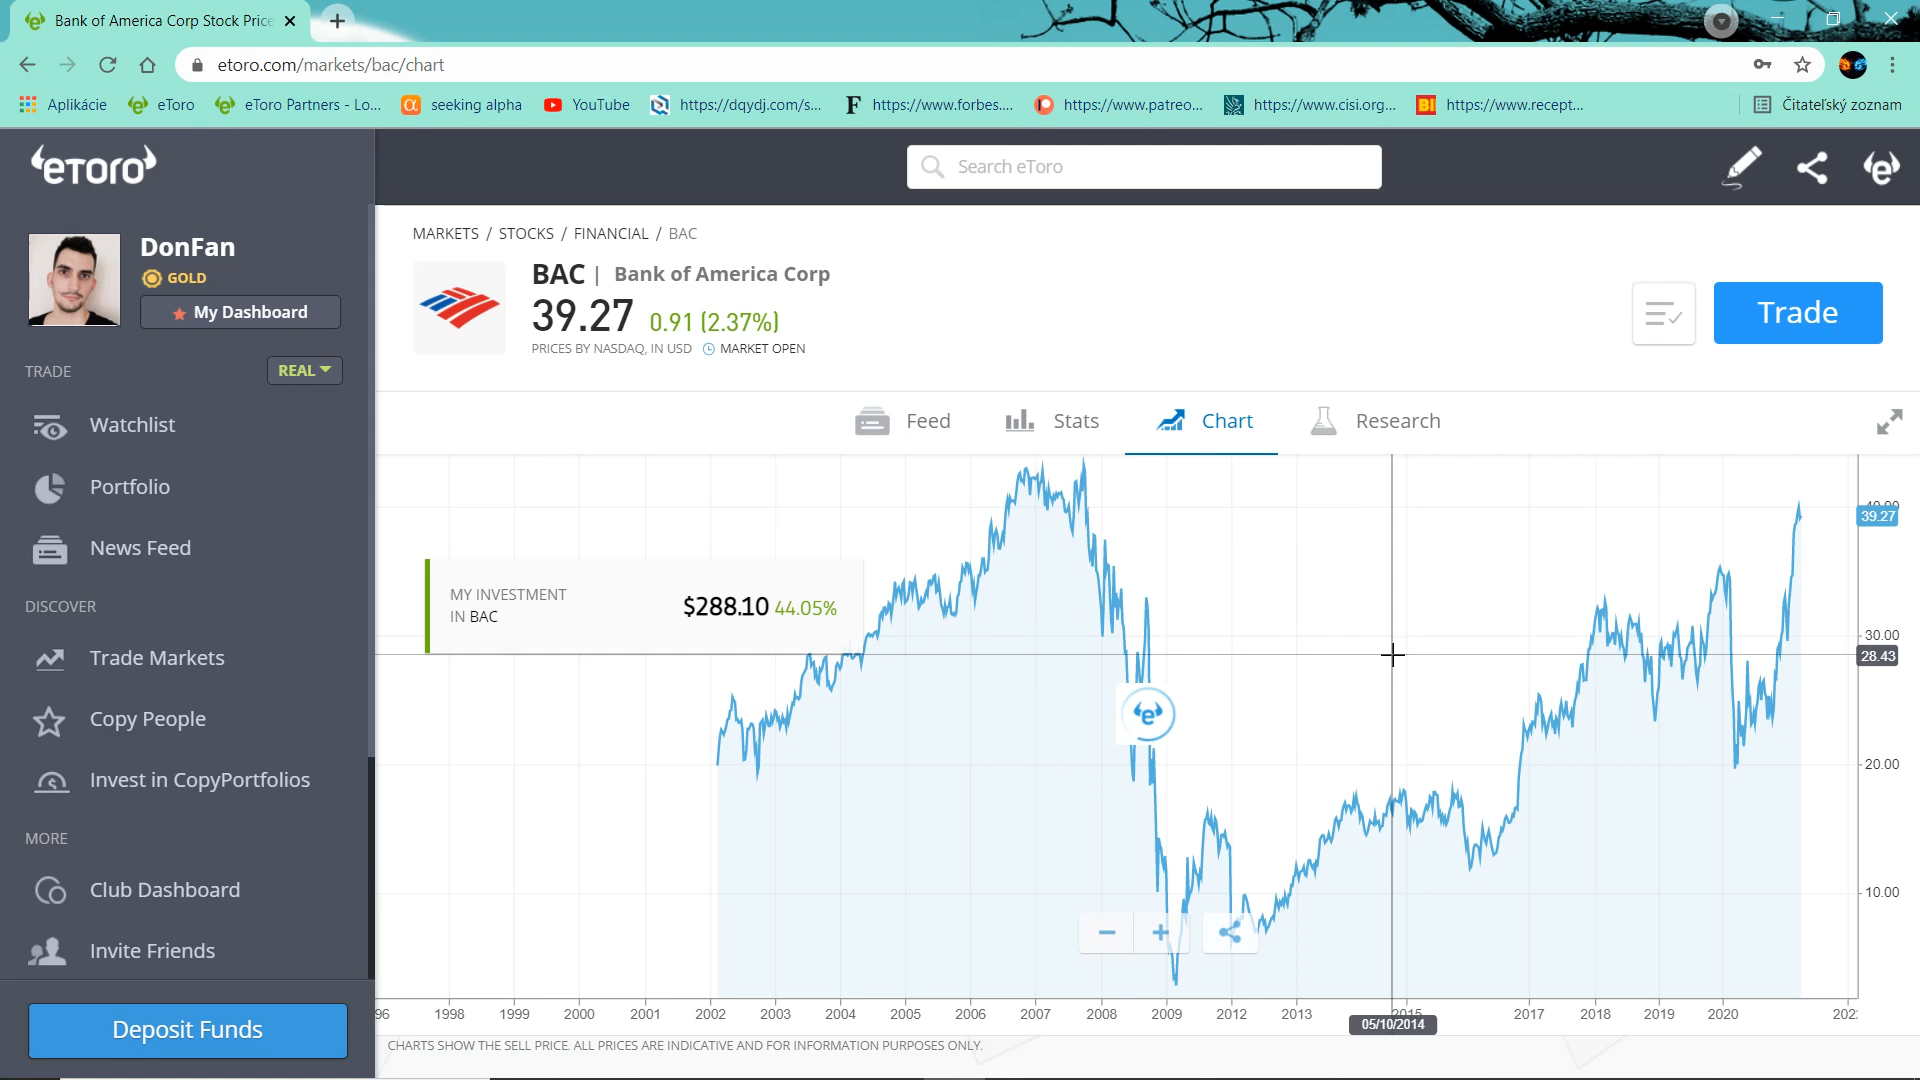 Bank of America Corp Stock Price
etoro.com/markets/bac/chart
Aplikácie
eToro
eToro Partners - Lo...
seeking alpha
YouTube
https://dqydj.com/s...
https://www.forbes....
https://www.patreo...
https://www.cisi.org...
https://www.recept...
Čitateľský zoznam
eToro
Search eToro
DonFan
GOLD
My Dashboard
TRADE
REAL
Watchlist
Portfolio
News Feed
DISCOVER
Trade Markets
Copy People
Invest in CopyPortfolios
MORE
Club Dashboard
Invite Friends
Deposit Funds
MARKETS / STOCKS / FINANCIAL / BAC
BAC | Bank of America Corp
39.27 0.91 (2.37%)
PRICES BY NASDAQ, IN USD MARKET OPEN
Trade
Feed
Stats
Chart
Research
MY INVESTMENT
IN BAC
$288.10 44.05%
40.00
39.27
30.00
28.43
20.00
10.00
96 1998 1999 2000 2001 2002 2003 2004 2005 2006 2007 2008 2009 2012 2013 2015 2017 2018 2019 2020 202
05/10/2014
CHARTS SHOW THE SELL PRICE. ALL PRICES ARE INDICATIVE AND FOR INFORMATION PURPOSES ONLY.